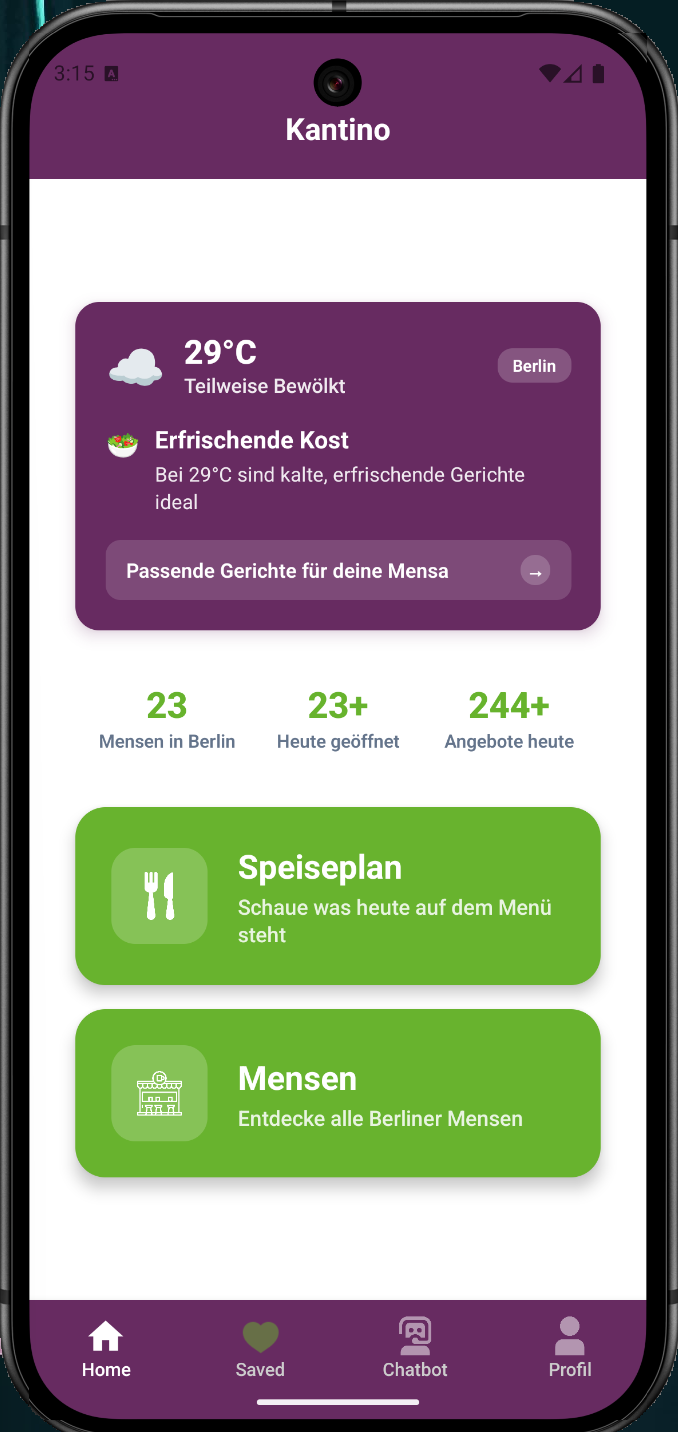 3:15 A
Kantino
29°C
Teilweise Bewölkt
Berlin
Erfrischende Kost
Bei 29°C sind kalte, erfrischende Gerichte
ideal
Passende Gerichte für deine Mensa →
23
Mensen in Berlin
23+
Heute geöffnet
244+
Angebote heute
Speiseplan
Schaue was heute auf dem Menü
steht
Mensen
Entdecke alle Berliner Mensen
Home
Saved
Chatbot
Profil